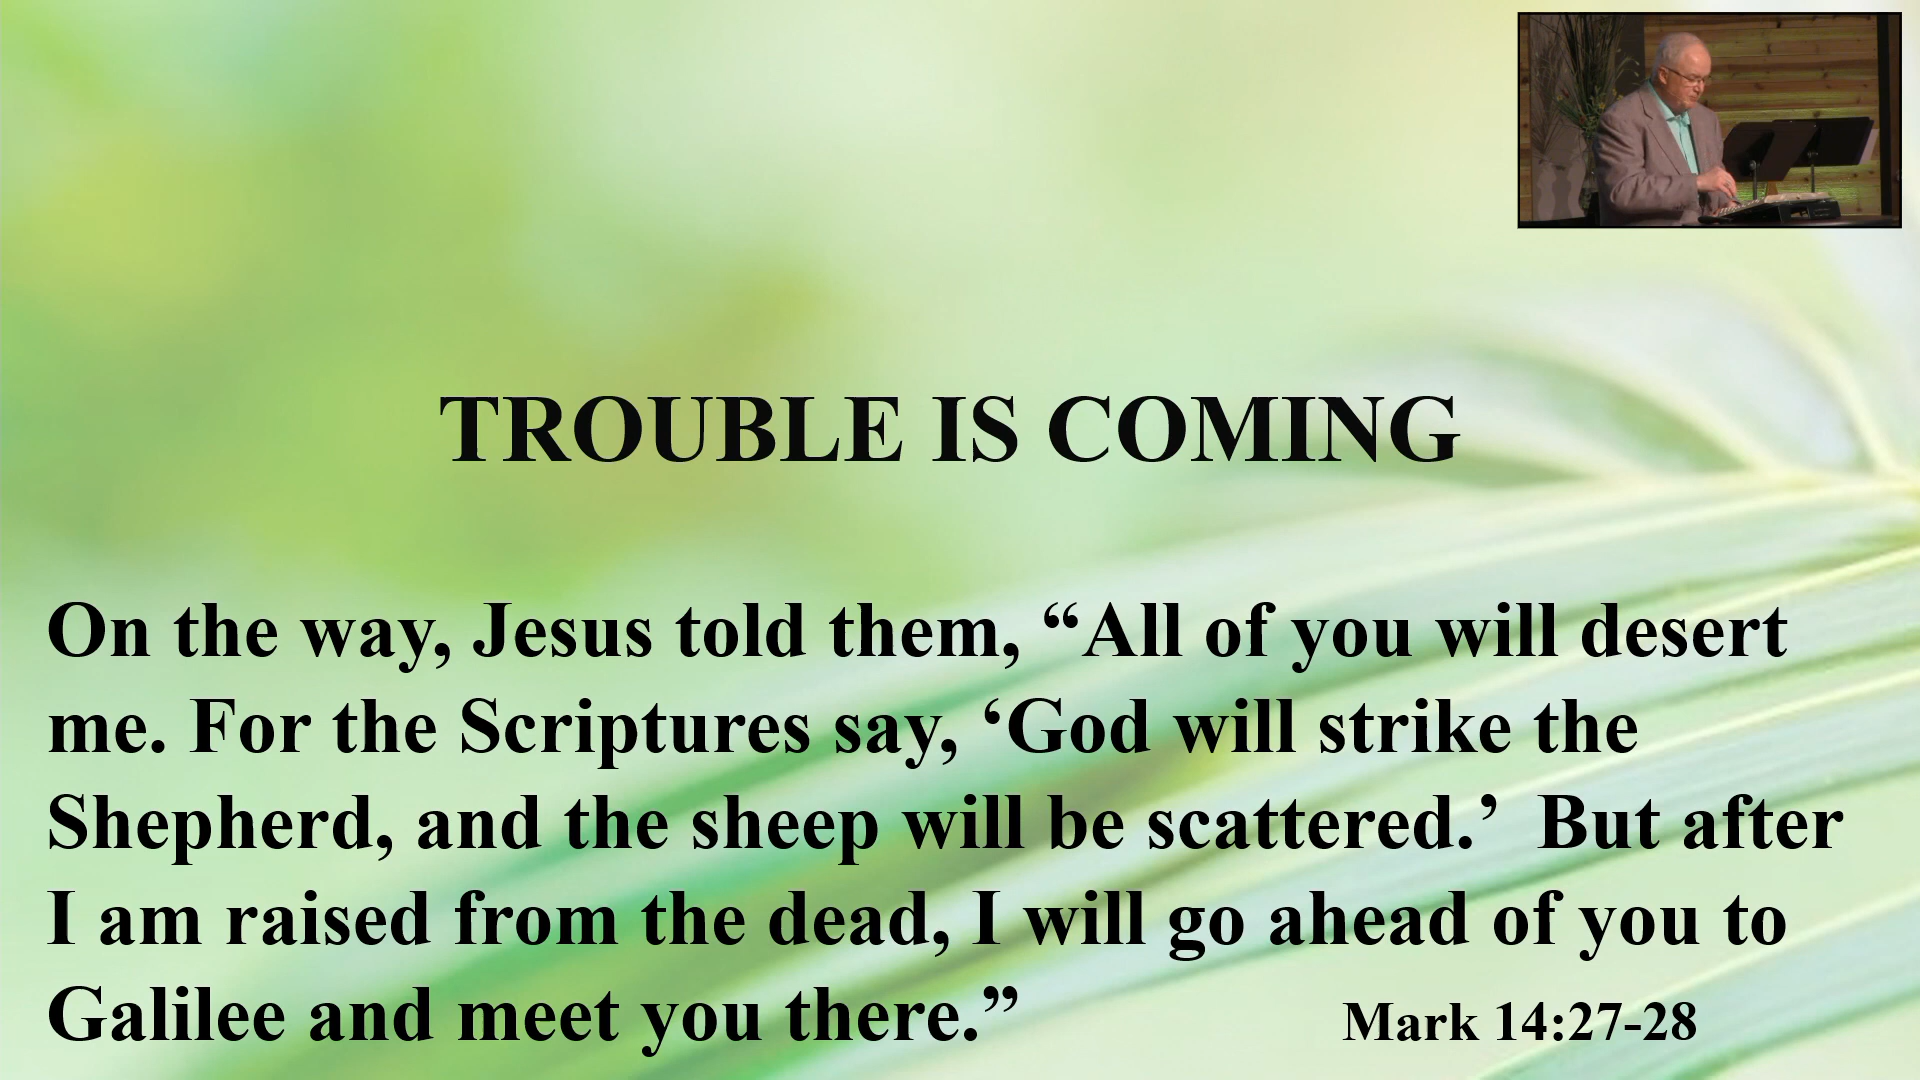 TROUBLE IS COMING
On the way, Jesus told them, “All of you will desert
me. For the Scriptures say, ‘God will strike the
Shepherd, and the sheep will be scattered.’  But after
I am raised from the dead, I will go ahead of you to
Galilee and meet you there.” Mark 14:27-28